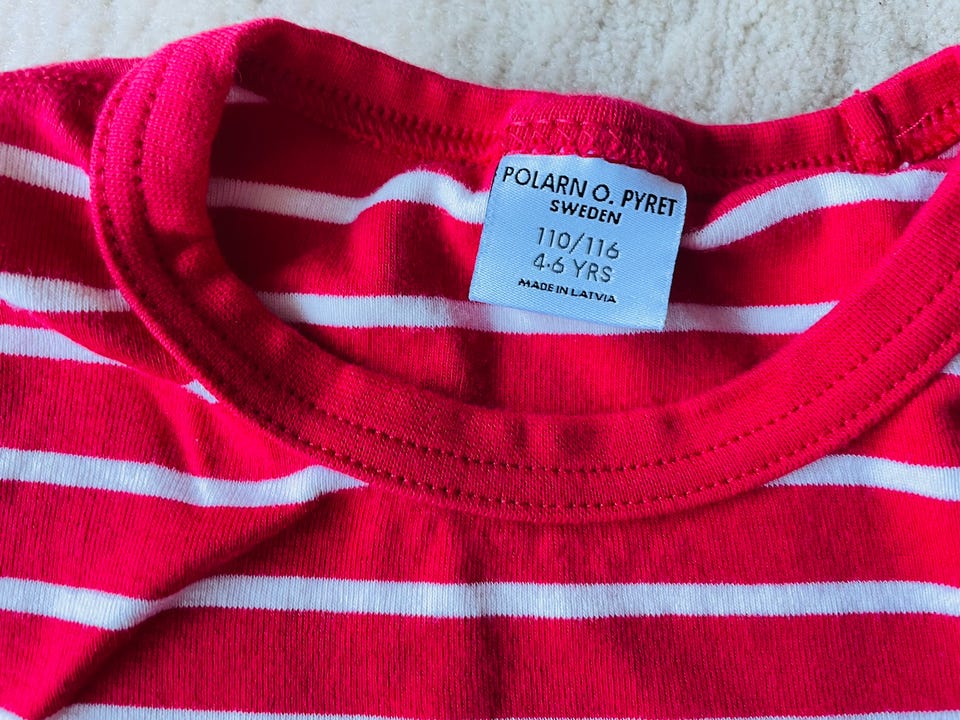 POLARN O. PYRET
SWEDEN
110/116
4-6 YRS
MADE IN LATVIA